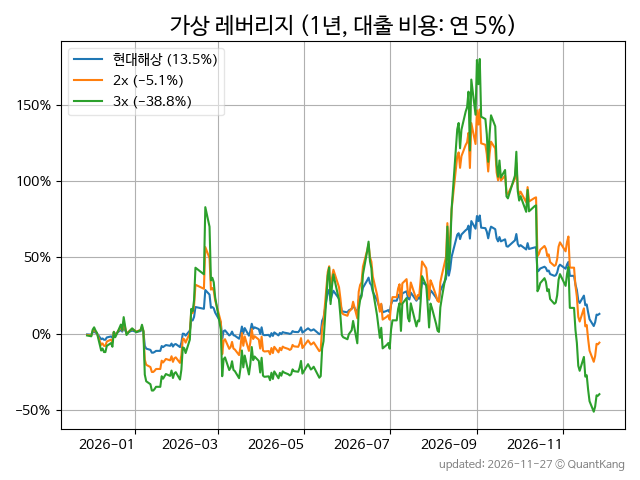 가상 레버리지 (1년, 대출 비용: 연 5%)
현대해상 (13.5%)
2x (−5.1%)
3x (−38.8%)
150%
100%
50%
0%
−50%
2026−01 2026−03 2026−05 2026−07 2026−09 2026−11
updated: 2026−11−27 © QuantKang